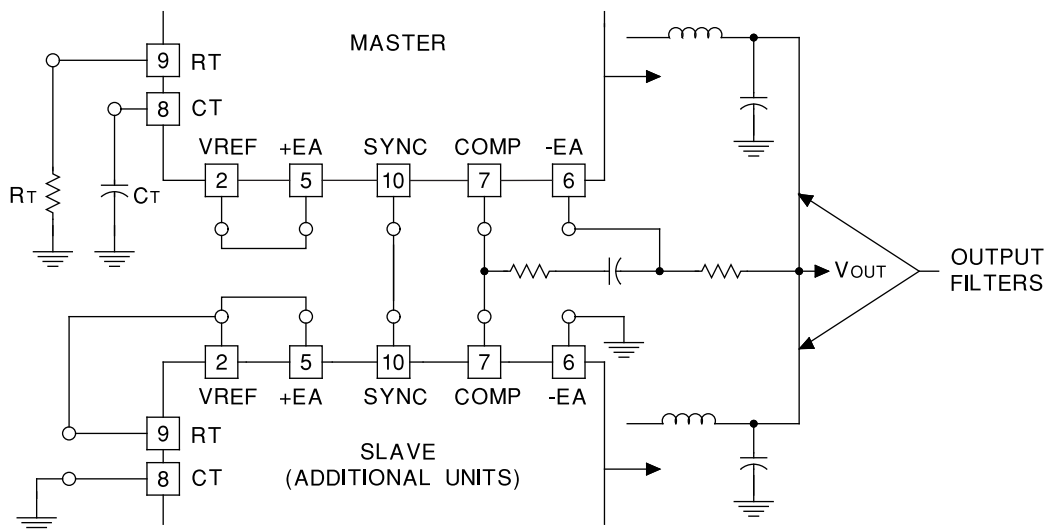 MASTER
9 RT
8 CT
VREF +EA SYNC COMP -EA
2 5 10 7 6
RT
CT
VOUT
OUTPUT
FILTERS
2 5 10 7 6
VREF +EA SYNC COMP -EA
9 RT
8 CT
SLAVE
(ADDITIONAL UNITS)